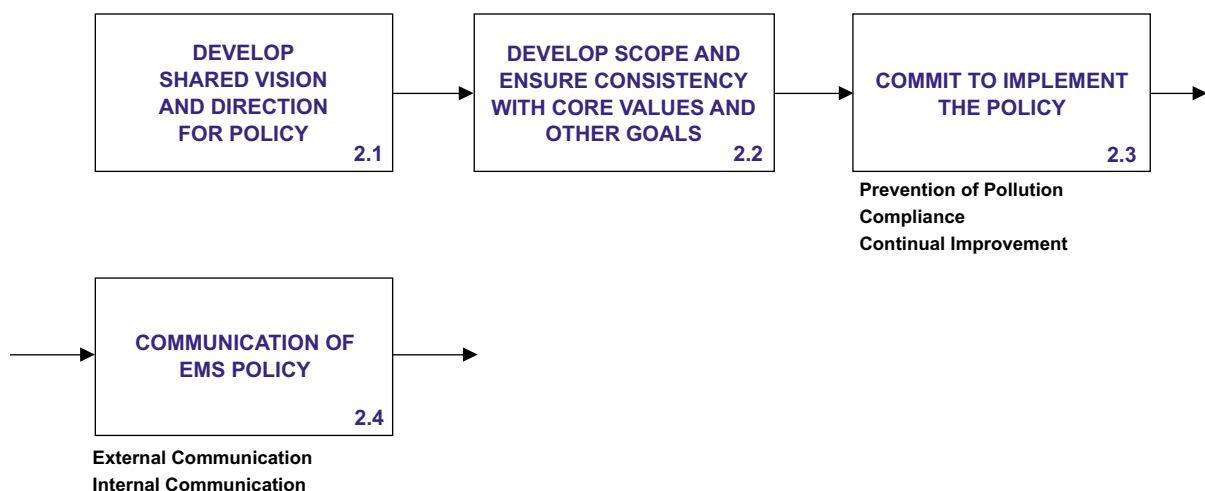 DEVELOP
SHARED VISION
AND DIRECTION
FOR POLICY
2.1
DEVELOP SCOPE AND
ENSURE CONSISTENCY
WITH CORE VALUES AND
OTHER GOALS
2.2
COMMIT TO IMPLEMENT
THE POLICY
2.3
Prevention of Pollution
Compliance
Continual Improvement
COMMUNICATION OF
EMS POLICY
2.4
External Communication
Internal Communication